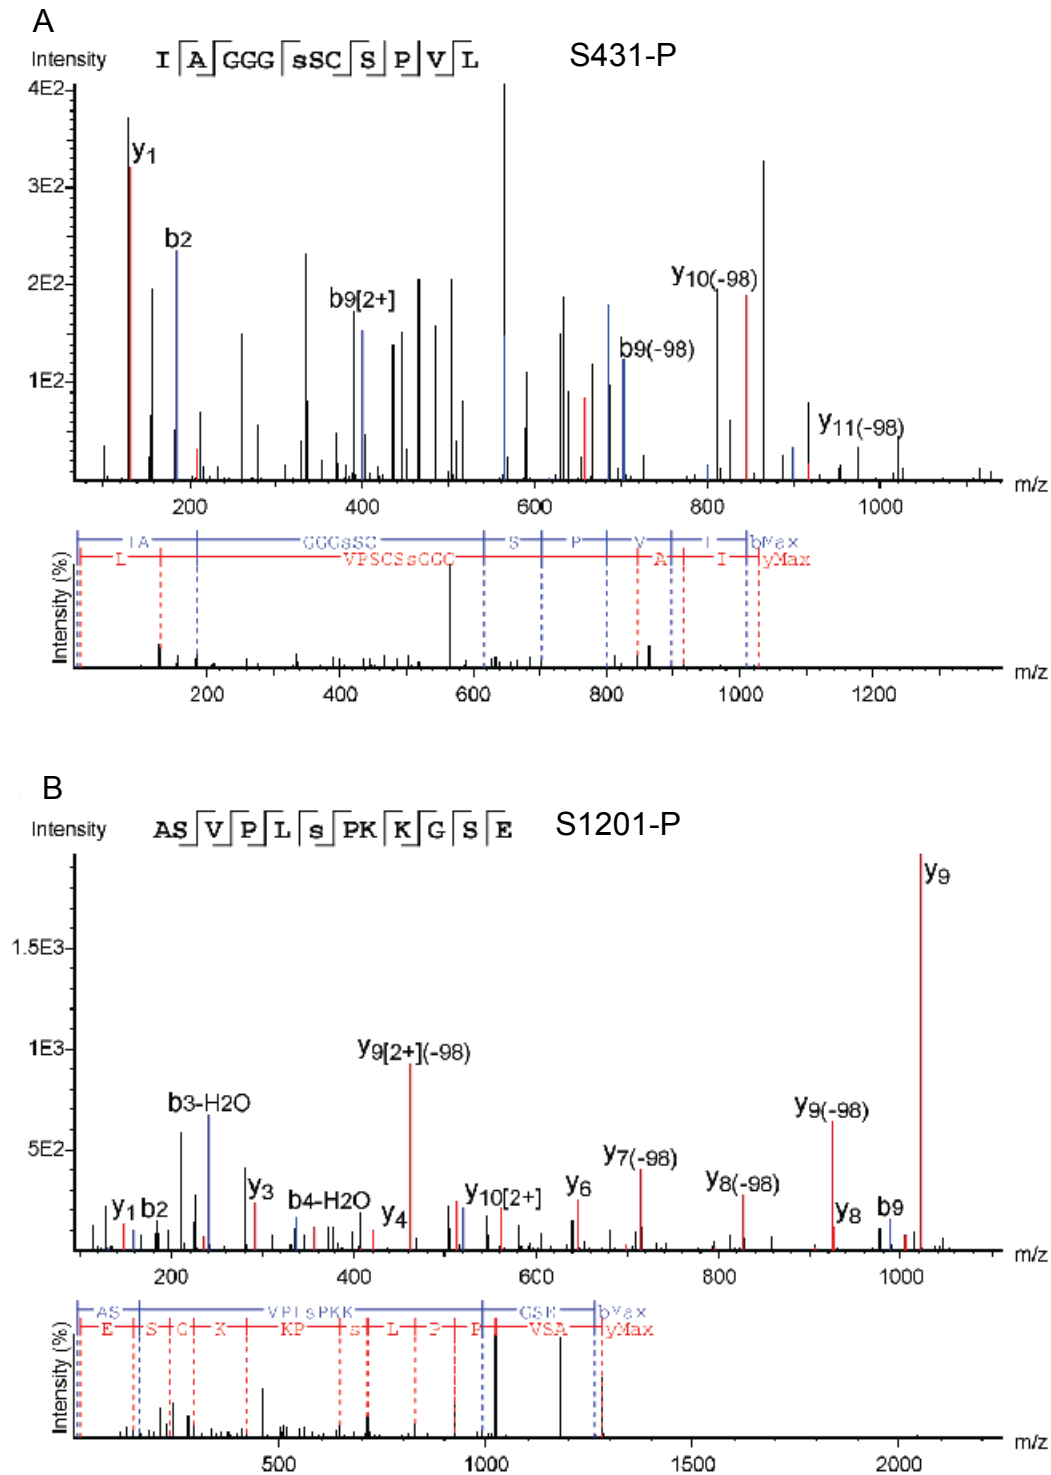 A
Intensity IAGGGsSCSPVL S431-P
4E2
y1
3E2
b2
2E2
b9[2+]
y10(-98)
b9(-98)
1E2
y11(-98)
200 400 600 800 1000 m/z
IA GGGsSC S P V I bMax
L VPSCSsGGG A I yMax
Intensity (%)
200 400 600 800 1000 1200 m/z
B
Intensity ASVPLsPKKGSE S1201-P
y9
1.5E3
1E3
y9[2+](-98)
b3-H2O
y9(-98)
5E2
y7(-98)
y8(-98)
y1 b2 y3 b4-H2O y4 y10[2+] y6 y8 b9
200 400 600 800 1000 m/z
AS VPLsPKK GSE bMax
E S G K KP s L P P VSA yMax
Intensity (%)
500 1000 1500 2000 m/z